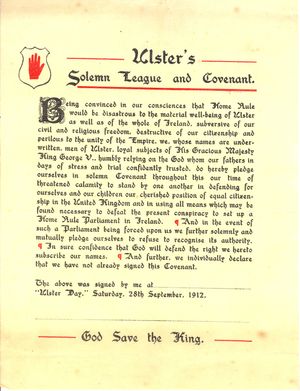 Ulster's
Solemn League and Covenant.
Being convinced in our consciences that Home Rule
would be disastrous to the material well-being of Ulster
as well as of the whole of Ireland, subversive of our
civil and religious freedom, destructive of our citizenship and
perilous to the unity of the Empire, we, whose names are under-
written, men of Ulster, loyal subjects of His Gracious Majesty
King George V., humbly relying on the God whom our fathers in
days of stress and trial confidently trusted, do hereby pledge
ourselves in solemn Covenant throughout this our time of
threatened calamity to stand by one another in defending for
ourselves and our children our cherished position of equal citizen-
ship in the United Kingdom and in using all means which may be
found necessary to defeat the present conspiracy to set up a
Home Rule Parliament in Ireland. ¶ And in the event of
such a Parliament being forced upon us we further solemnly and
mutually pledge ourselves to refuse to recognise its authority.
¶ In sure confidence that God will defend the right we hereto
subscribe our names. ¶ And further, we individually declare
that we have not already signed this Covenant.
The above was signed by me at
"Ulster Day," Saturday, 28th September, 1912.
God Save the King.